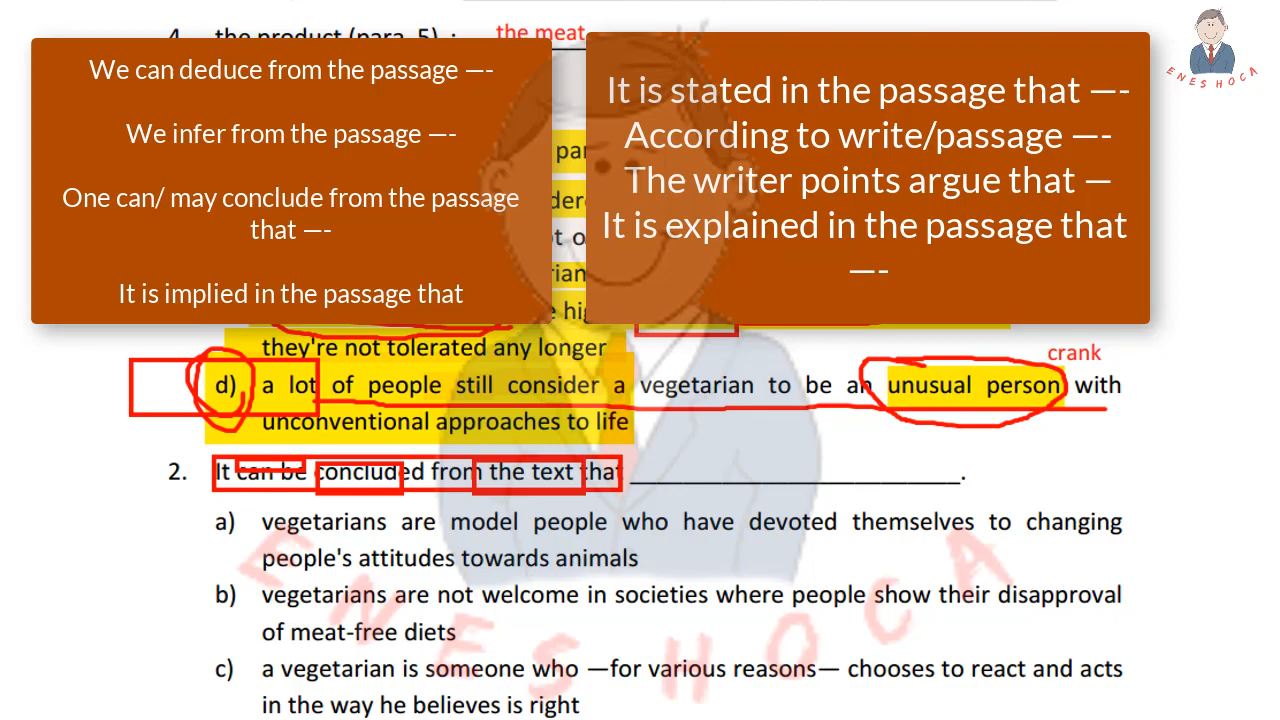 4. the product (para. 5) : the meat
We can deduce from the passage —-
We infer from the passage —-
One can/ may conclude from the passage
that —-
It is implied in the passage that
It is stated in the passage that —-
According to write/passage —-
The writer points argue that —
It is explained in the passage that
—-
ENES HOCA
they're not tolerated any longer
crank
d) a lot of people still consider a vegetarian to be an unusual person with
unconventional approaches to life
2. It can be concluded from the text that ________________________.
a) vegetarians are model people who have devoted themselves to changing
people's attitudes towards animals
b) vegetarians are not welcome in societies where people show their disapproval
of meat-free diets
c) a vegetarian is someone who —for various reasons— chooses to react and acts
in the way he believes is right
ENES HOCA